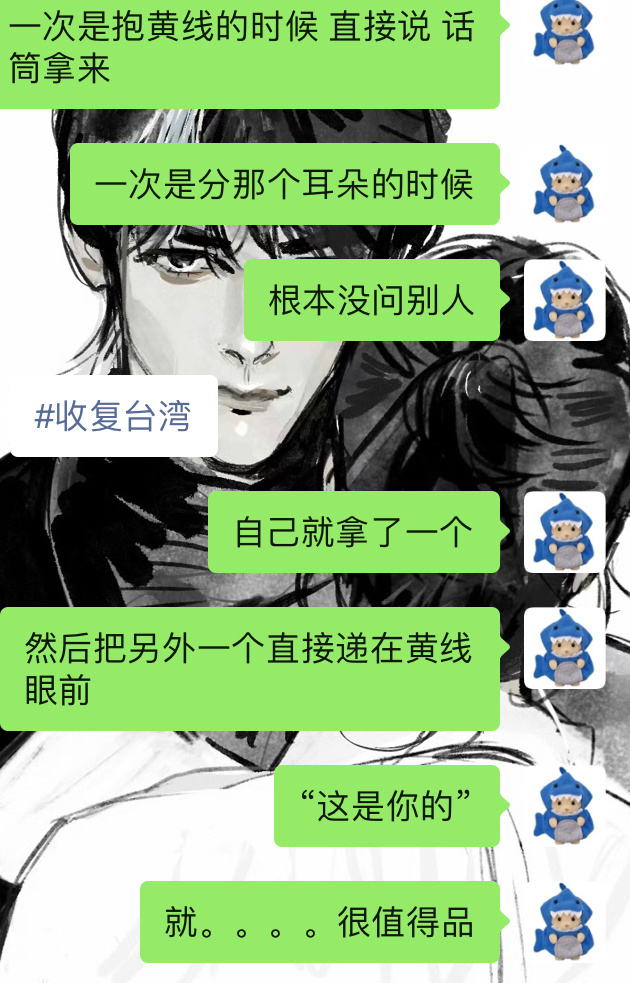 一次是抱黄线的时候 直接说 话
筒拿来
一次是分那个耳朵的时候
根本没问别人
#收复台湾
自己就拿了一个
然后把另外一个直接递在黄线
眼前
“这是你的”
就。。。。很值得品